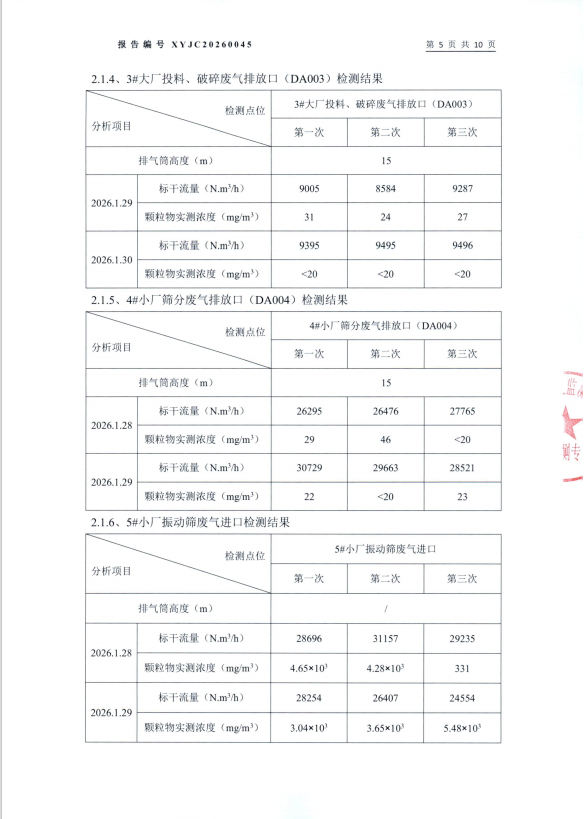 报告编号 XYJC20260045 第 5 页 共 10 页
2.1.4、3#大厂投料、破碎废气排放口（DA003）检测结果
检测点位 3#大厂投料、破碎废气排放口（DA003）
分析项目 第一次 第二次 第三次
排气筒高度（m） 15
2026.1.29 标干流量（N.m³/h） 9005 8584 9287
颗粒物实测浓度（mg/m³） 31 24 27
2026.1.30 标干流量（N.m³/h） 9395 9495 9496
颗粒物实测浓度（mg/m³） <20 <20 <20
2.1.5、4#小厂筛分废气排放口（DA004）检测结果
检测点位 4#小厂筛分废气排放口（DA004）
分析项目 第一次 第二次 第三次
排气筒高度（m） 15
2026.1.28 标干流量（N.m³/h） 26295 26476 27765
颗粒物实测浓度（mg/m³） 29 46 <20
2026.1.29 标干流量（N.m³/h） 30729 29663 28521
颗粒物实测浓度（mg/m³） 22 <20 23
2.1.6、5#小厂振动筛废气进口检测结果
检测点位 5#小厂振动筛废气进口
分析项目 第一次 第二次 第三次
排气筒高度（m） /
2026.1.28 标干流量（N.m³/h） 28696 31157 29235
颗粒物实测浓度（mg/m³） 4.65×10³ 4.28×10³ 331
2026.1.29 标干流量（N.m³/h） 28254 26407 24554
颗粒物实测浓度（mg/m³） 3.04×10³ 3.65×10³ 5.48×10³
监
测专